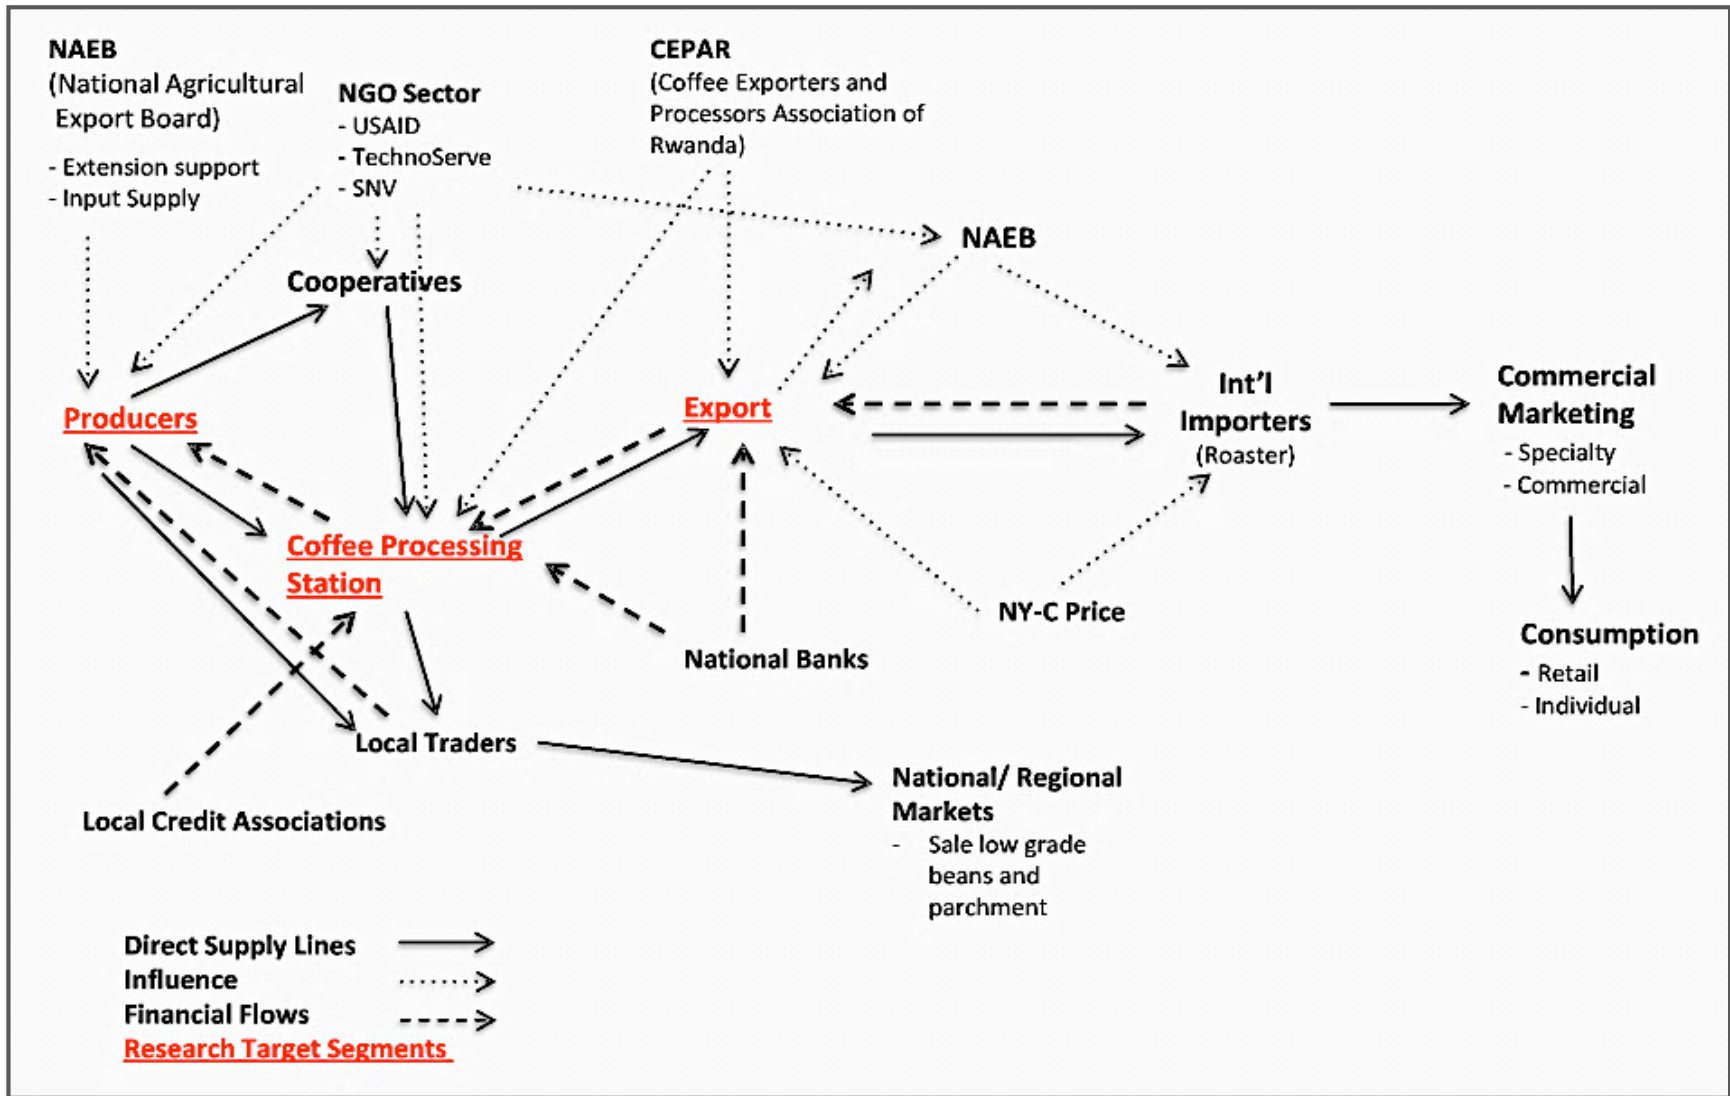 NAEB
(National Agricultural
Export Board)
- Extension support
- Input Supply
NGO Sector
- USAID
- TechnoServe
- SNV
CEPAR
(Coffee Exporters and
Processors Association of
Rwanda)
NAEB
Cooperatives
Producers
Export
Int'l
Importers
(Roaster)
Commercial
Marketing
- Specialty
- Commercial
Coffee Processing
Station
NY-C Price
National Banks
Consumption
- Retail
- Individual
Local Traders
National/ Regional
Markets
- Sale low grade
beans and
parchment
Local Credit Associations
Direct Supply Lines
Influence
Financial Flows
Research Target Segments